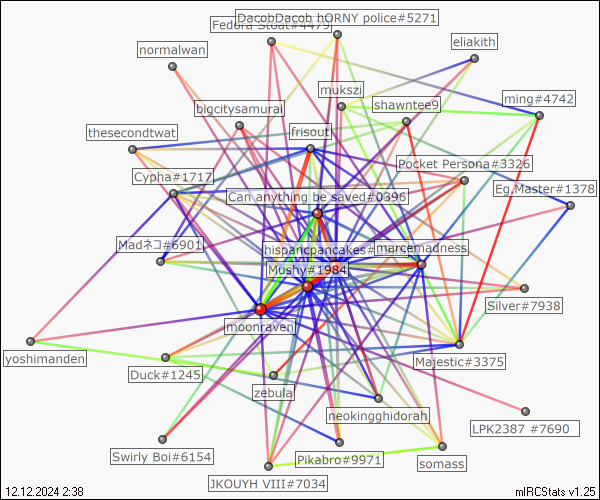 DacobDacob hORNY police#5271
Fedora Stoat#4479
eliakith
normalwan
mukszi
shawntee9
ming#4742
bigcitysamurai
thesecondtwat
frisout
Pocket Persona#3326
Cypha#1717
Eg.Master#1378
Can anything be saved#0396
Madネコ#6901
hispancpancakes#
marcemadness
Mushy#1984
Silver#7938
moonraven
yoshimanden
Majestic#3375
Duck#1245
zebula
neokingghidorah
LPK2387 #7690
Swirly Boi#6154
Pikabro#9971
somass
JKOUYH VIII#7034
12.12.2024 2:38
mIRCStats v1.25